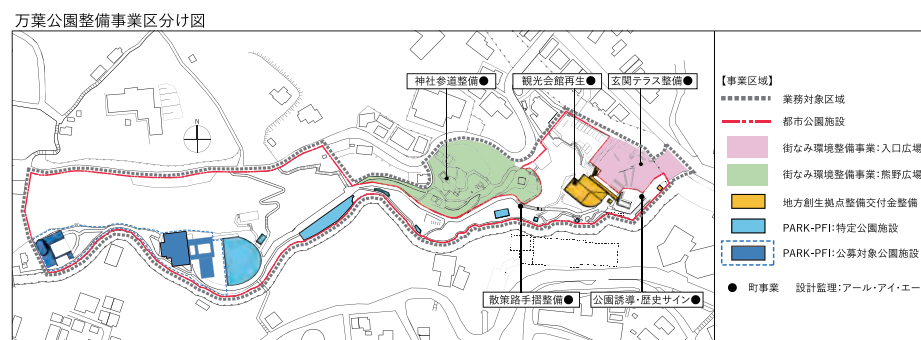 万葉公園整備事業区分け図
神社参道整備●
観光会館再生●
玄関テラス整備●
N
散策路手摺整備●
公園誘導・歴史サイン●
【事業区域】
業務対象区域
都市公園施設
街なみ環境整備事業：入口広場
街なみ環境整備事業：熊野広場
地方創生拠点整備交付金整備
PARK-PFI：特定公園施設
PARK-PFI：公募対象公園施設
● 町事業 設計監理：アール・アイ・エー